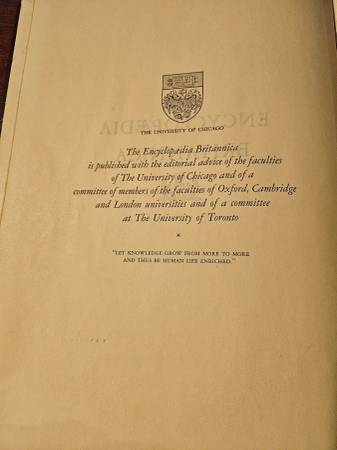 THE UNIVERSITY OF CHICAGO
The Encyclopædia Britannica
is published with the editorial advice of the faculties
of The University of Chicago and of a
committee of members of the faculties of Oxford, Cambridge
and London universities and of a committee
at The University of Toronto
*
"LET KNOWLEDGE GROW FROM MORE TO MORE
AND THUS BE HUMAN LIFE ENRICHED."